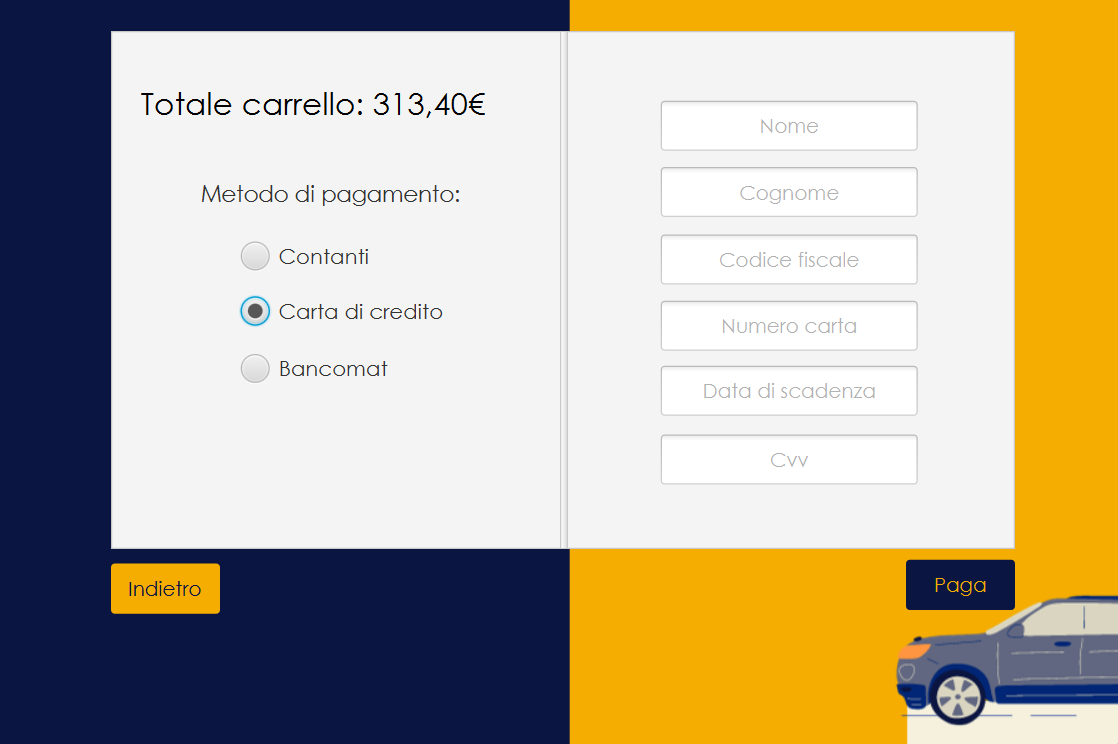 Totale carrello: 313,40€
Metodo di pagamento:
Contanti
Carta di credito
Bancomat
Nome
Cognome
Codice fiscale
Numero carta
Data di scadenza
Cvv
Indietro
Paga